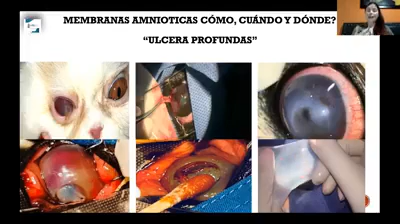 MEMBRANAS AMNIOTICAS CÓMO, CUÁNDO Y DÓNDE?
“ULCERA PROFUNDAS”